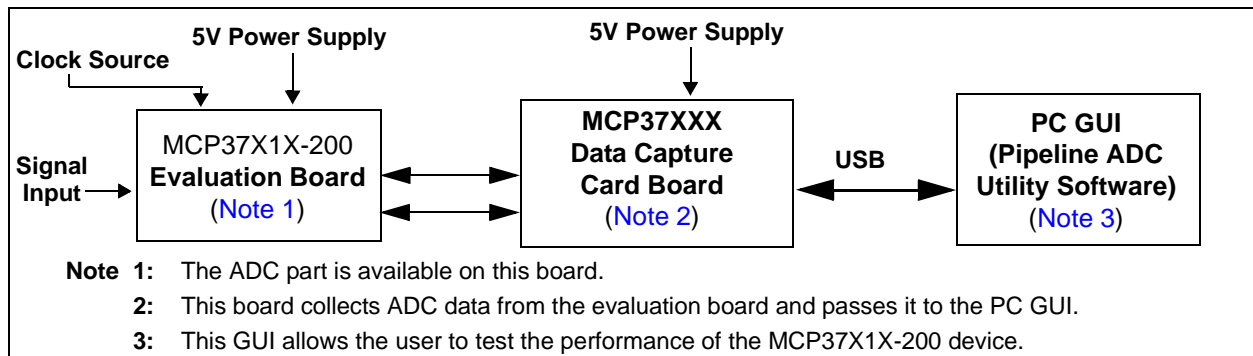 5V Power Supply
5V Power Supply
Clock Source
MCP37X1X-200
Evaluation Board
(Note 1)
Signal
Input
MCP37XXX
Data Capture
Card Board
(Note 2)
USB
PC GUI
(Pipeline ADC
Utility Software)
(Note 3)
Note 1: The ADC part is available on this board.
2: This board collects ADC data from the evaluation board and passes it to the PC GUI.
3: This GUI allows the user to test the performance of the MCP37X1X-200 device.